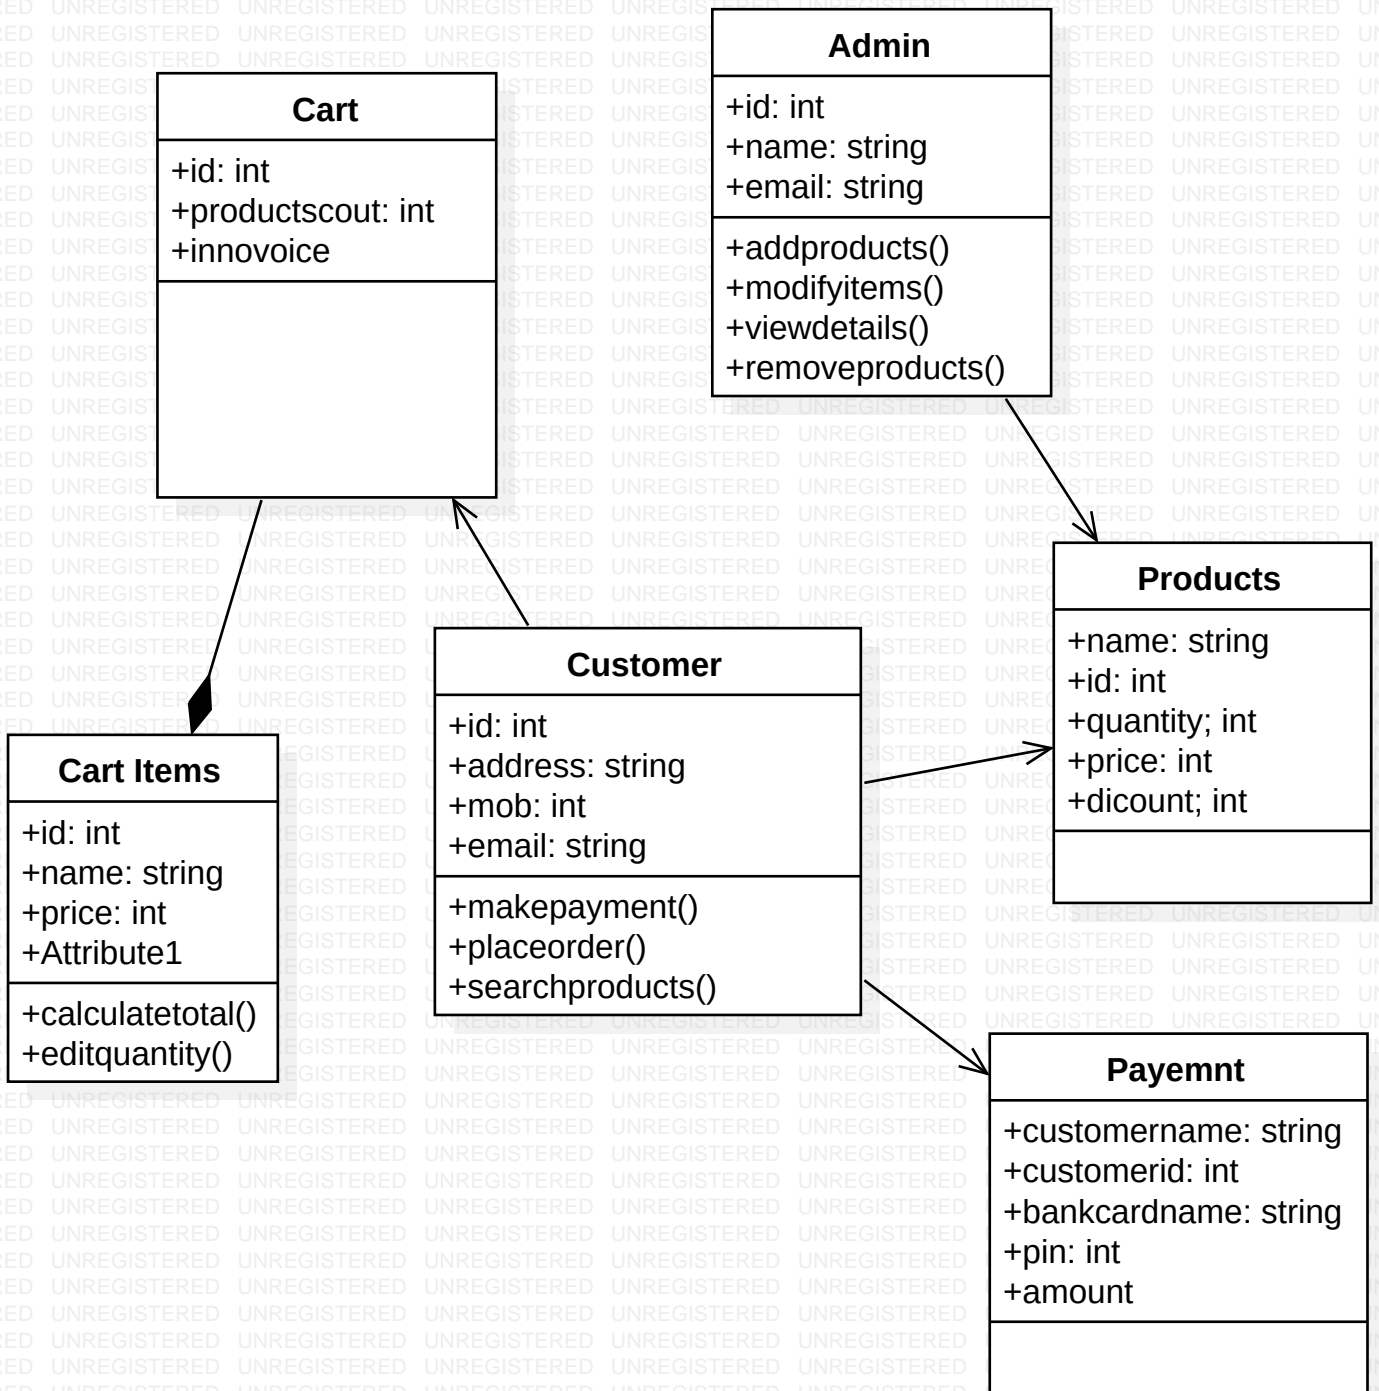 Admin
+id: int
+name: string
+email: string
+addproducts()
+modifyitems()
+viewdetails()
+removeproducts()
Cart
+id: int
+productscout: int
+innovoice
Products
+name: string
+id: int
+quantity; int
+price: int
+dicount; int
Customer
+id: int
+address: string
+mob: int
+email: string
+makepayment()
+placeorder()
+searchproducts()
Cart Items
+id: int
+name: string
+price: int
+Attribute1
+calculatetotal()
+editquantity()
Payemnt
+customername: string
+customerid: int
+bankcardname: string
+pin: int
+amount
UNREGISTERED